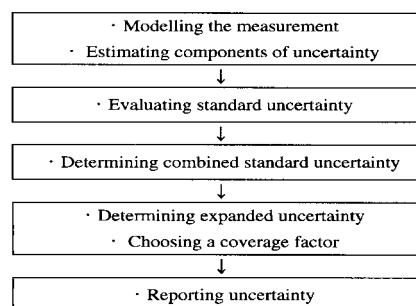 · Modelling the measurement
· Estimating components of uncertainty
↓
· Evaluating standard uncertainty
↓
· Determining combined standard uncertainty
↓
· Determining expanded uncertainty
· Choosing a coverage factor
↓
· Reporting uncertainty